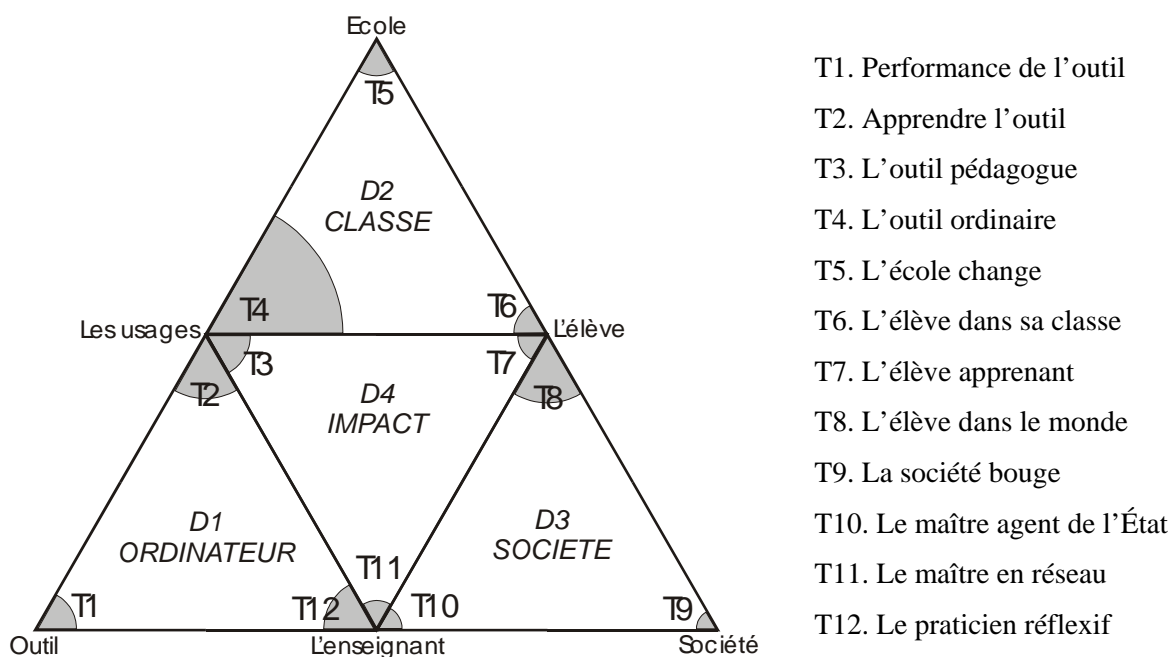 Ecole
T5
D2
CLASSE
T4
T6
Les usages
L'élève
T3
T7
T2
T8
D4
IMPACT
D1
ORDINATEUR
D3
SOCIETE
T11
T1
T12
T10
T9
Outil
L'enseignant
Société
T1. Performance de l’outil
T2. Apprendre l’outil
T3. L’outil pédagogue
T4. L’outil ordinaire
T5. L’école change
T6. L’élève dans sa classe
T7. L’élève apprenant
T8. L’élève dans le monde
T9. La société bouge
T10. Le maître agent de l’État
T11. Le maître en réseau
T12. Le praticien réflexif